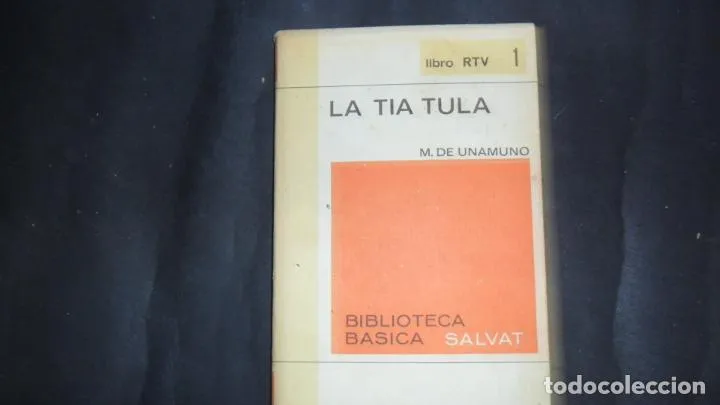 libro RTV 1
LA TIA TULA
M. DE UNAMUNO
BIBLIOTECA
BASICA SALVAT
todocoleccion